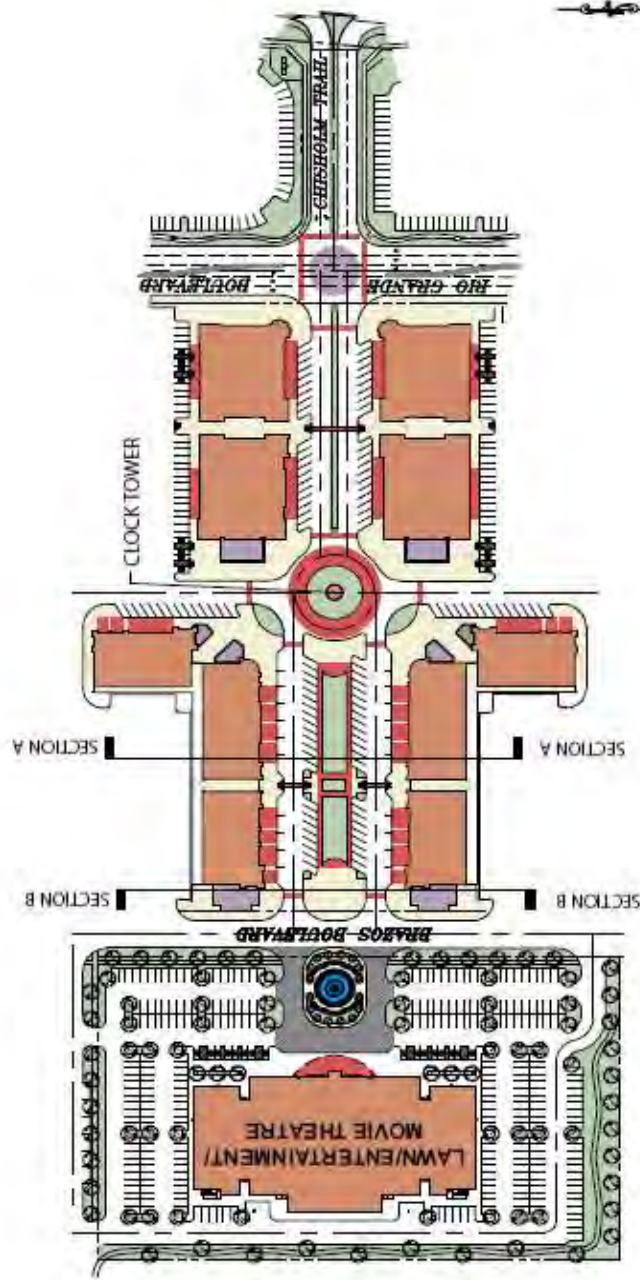 CHISHOLM TRAIL
BOULEVARD
RIO GRANDE
CLOCK TOWER
SECTION A
SECTION A
SECTION B
SECTION B
BRAZOS BOULEVARD
LAWN/ENTERTAINMENT/
MOVIE THEATRE